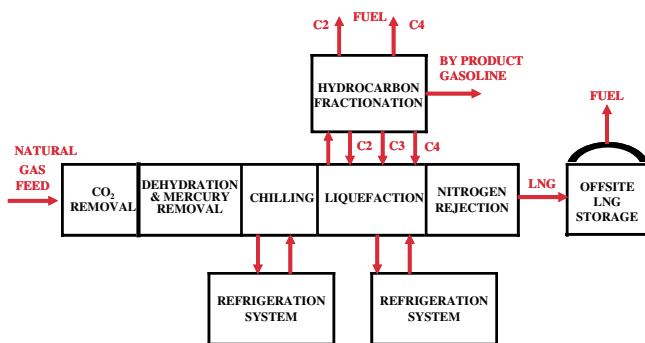 C2 FUEL C4
HYDROCARBON
FRACTIONATION
BY PRODUCT
GASOLINE
FUEL
C2 C3 C4
NATURAL
GAS
FEED
CO₂
REMOVAL
DEHYDRATION
& MERCURY
REMOVAL
CHILLING
LIQUEFACTION
NITROGEN
REJECTION
LNG
OFFSITE
LNG
STORAGE
REFRIGERATION
SYSTEM
REFRIGERATION
SYSTEM